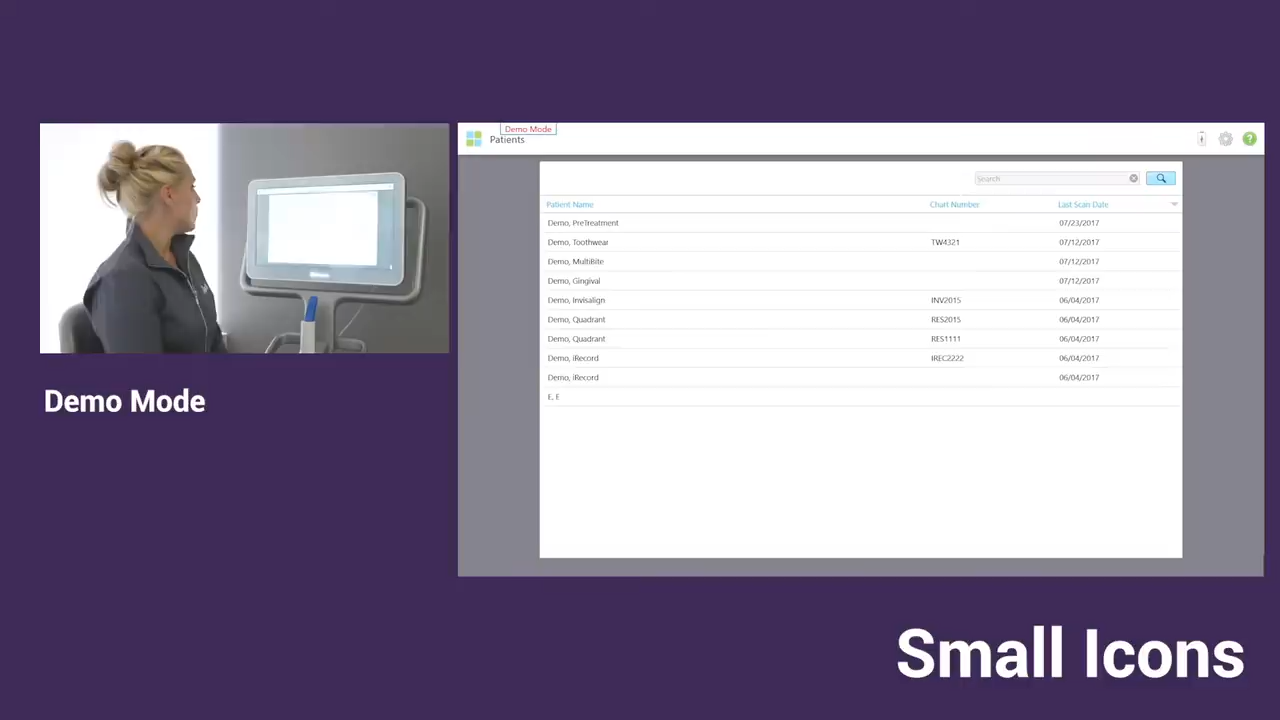 Demo Mode
Patients
?
Search
Patient Name Chart Number Last Scan Date
Demo, PreTreatment 07/23/2017
Demo, Toothwear TW4321 07/12/2017
Demo, MultiBite 07/12/2017
Demo, Gingival 07/12/2017
Demo, Invisalign INV2015 06/04/2017
Demo, Quadrant RES2015 06/04/2017
Demo, Quadrant RES1111 06/04/2017
Demo, iRecord IREC2222 06/04/2017
Demo, iRecord 06/04/2017
E, E
Demo Mode
Small Icons